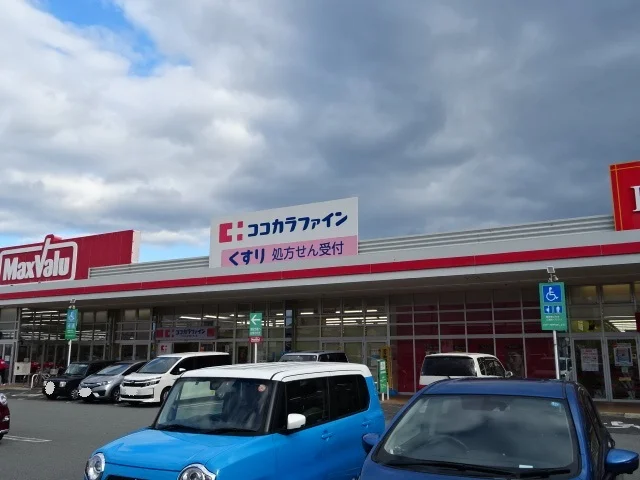 MaxValu
ココカラファイン
くすり 処方せん受付